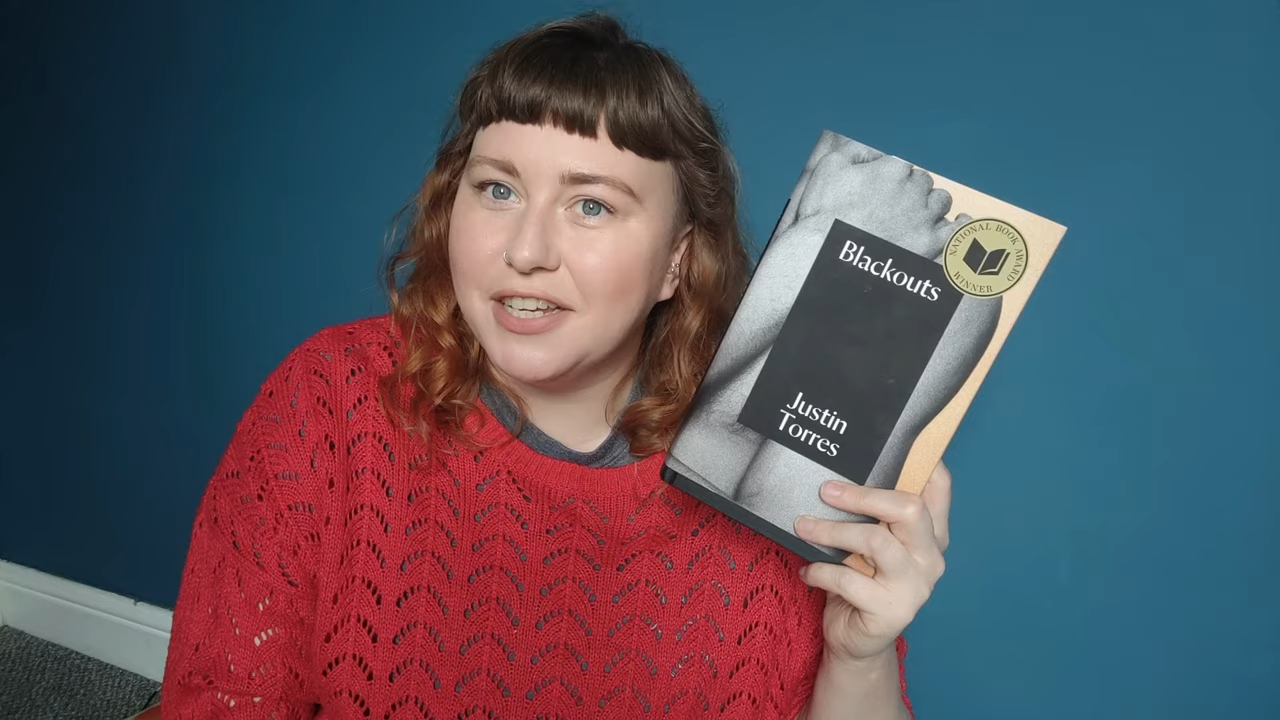 Blackouts
NATIONAL BOOK AWARD
WINNER
Justin
Torres